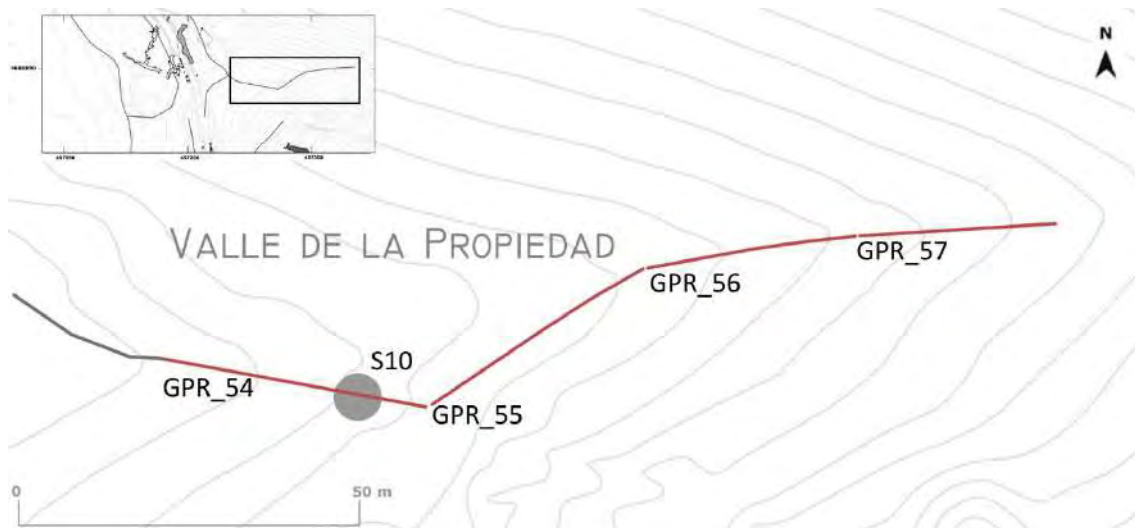 N
VALLE DE LA PROPIEDAD
GPR_57
GPR_56
S10
GPR_54
GPR_55
0 50 m